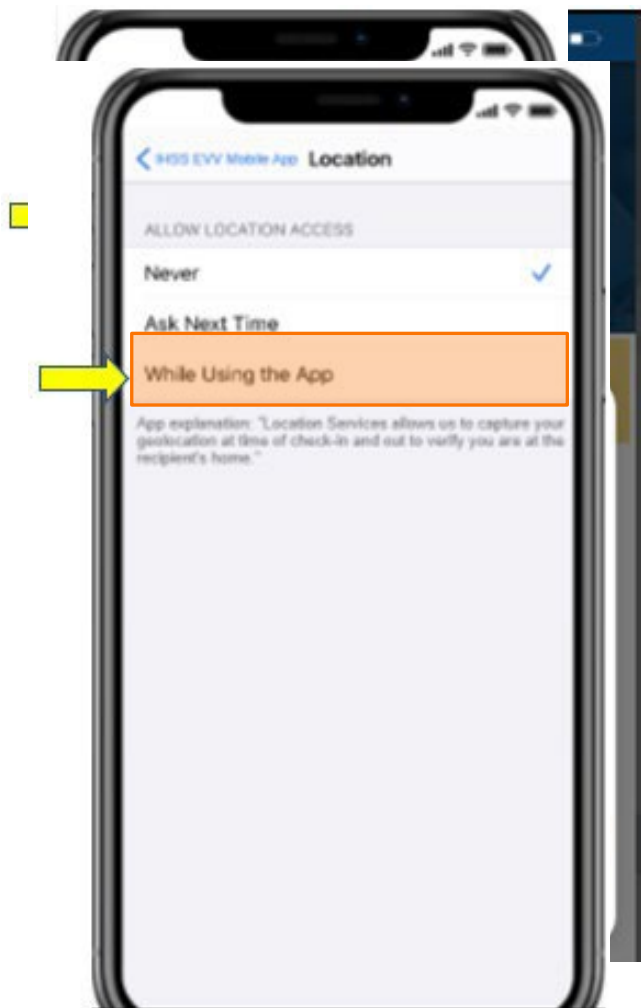 IHSS EVV Mobile App Location
ALLOW LOCATION ACCESS
Never
Ask Next Time
While Using the App
App explanation: "Location Services allows us to capture your
geolocation at time of check-in and out to verify you are at the
recipient's home."